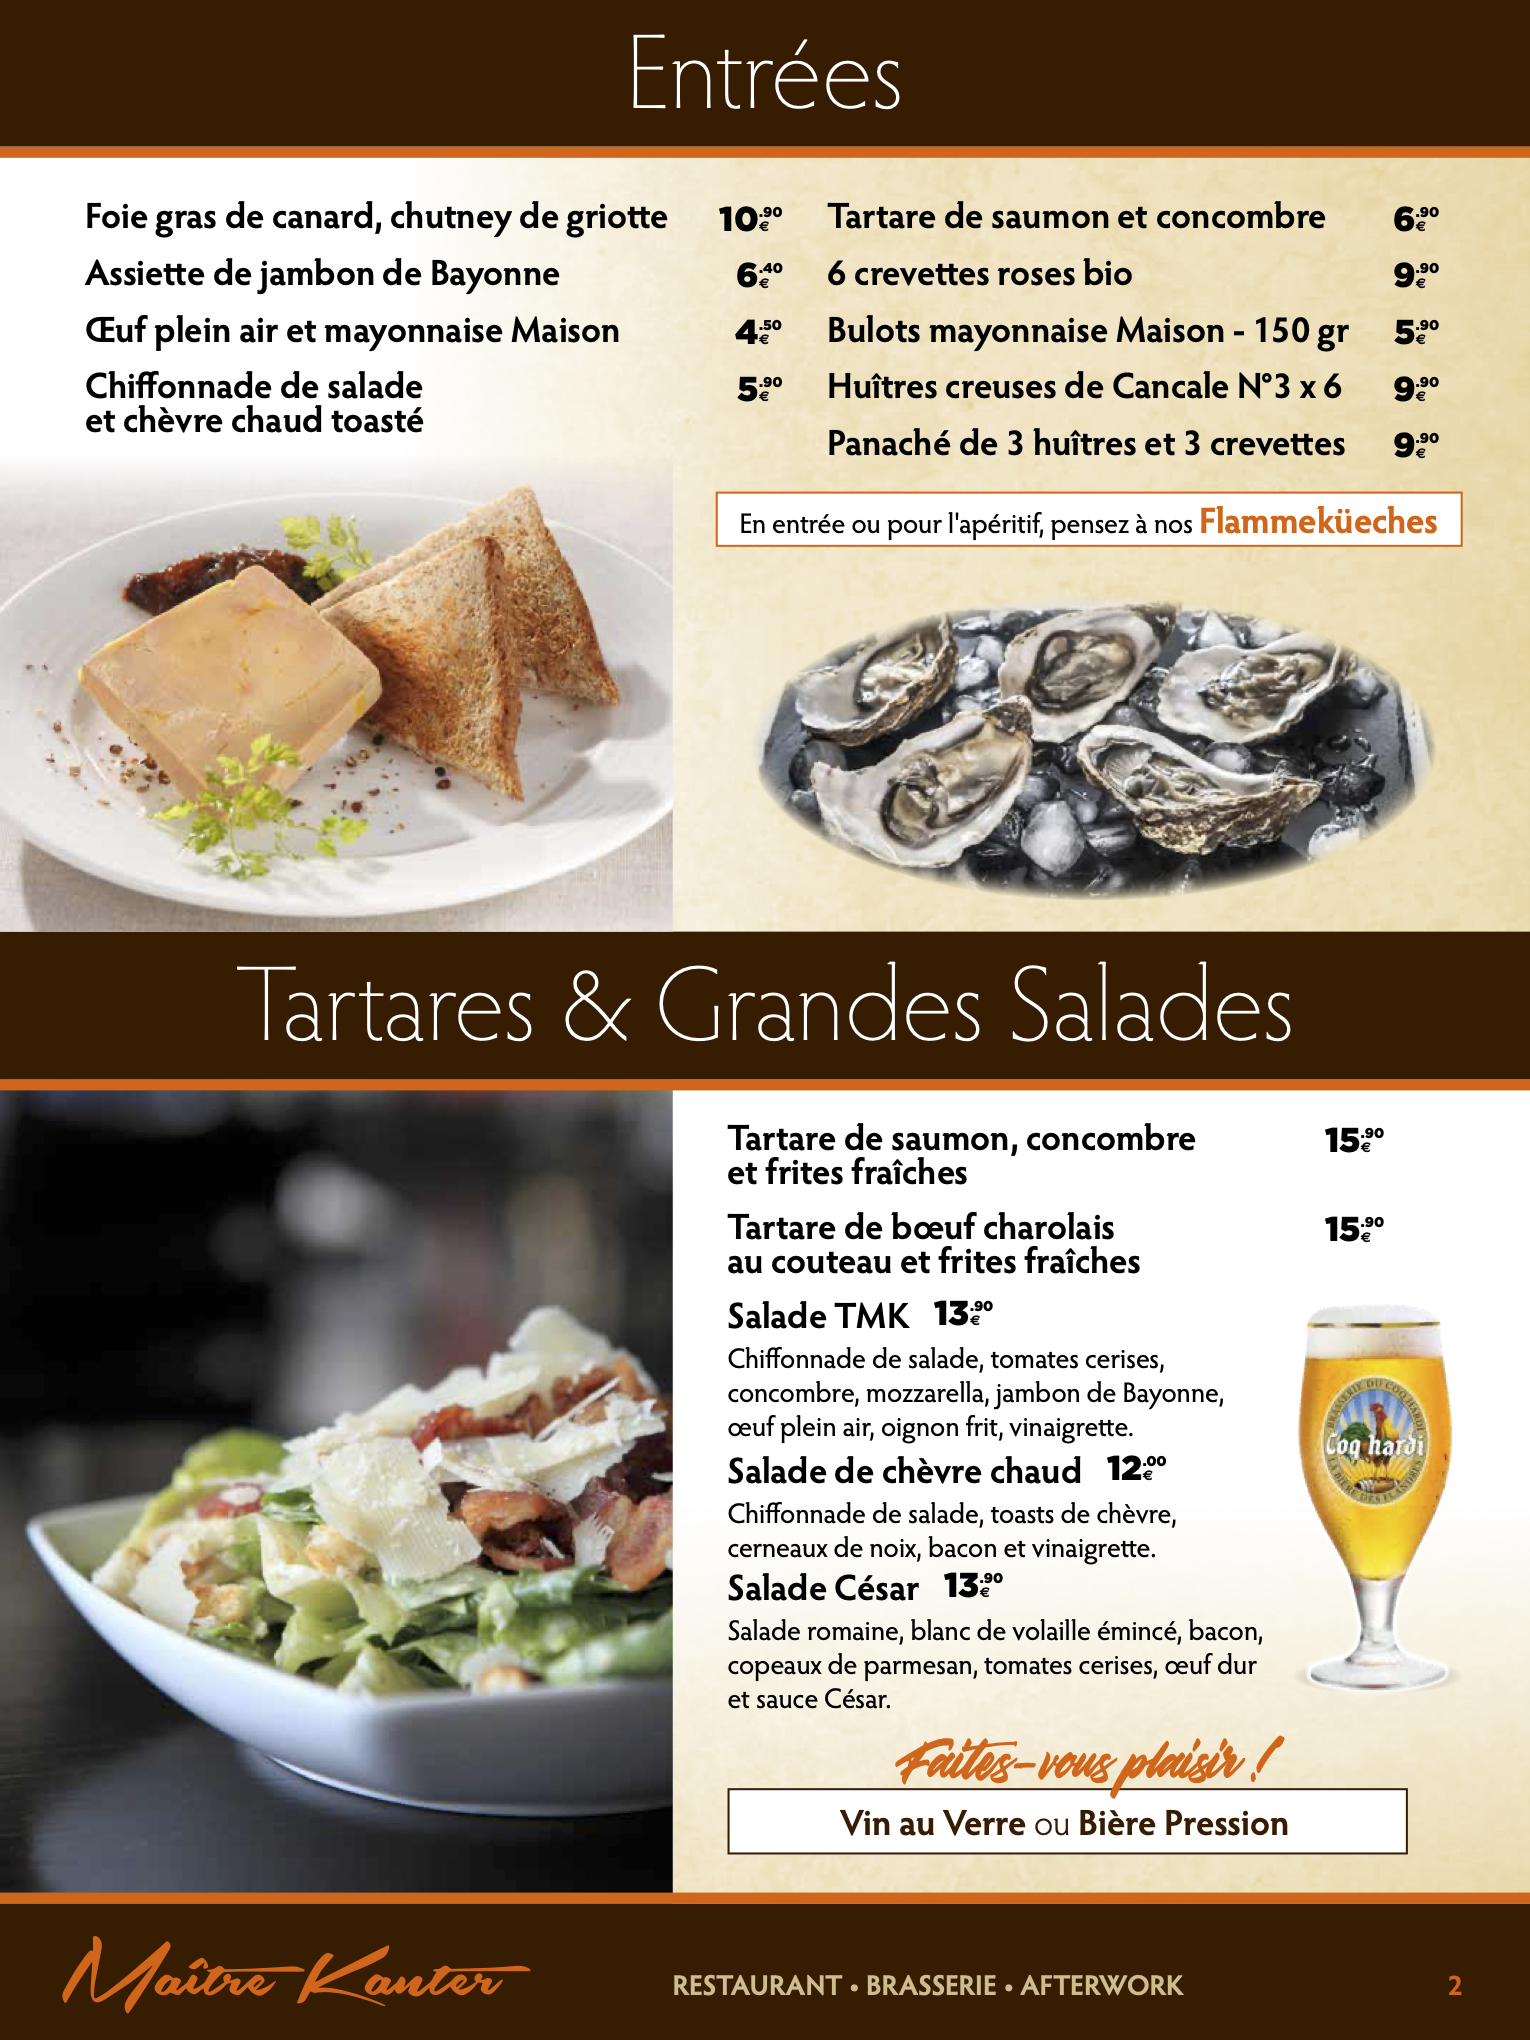 Entrées
Foie gras de canard, chutney de griotte 10€.90
Assiette de jambon de Bayonne 6€.40
Œuf plein air et mayonnaise Maison 4€.50
Chiffonnade de salade 5€.90
et chèvre chaud toasté
Tartare de saumon et concombre 6€.90
6 crevettes roses bio 9€.90
Bulots mayonnaise Maison - 150 gr 5€.90
Huîtres creuses de Cancale N°3 x 6 9€.90
Panaché de 3 huîtres et 3 crevettes 9€.90
En entrée ou pour l'apéritif, pensez à nos Flammeküeches
Tartares & Grandes Salades
Tartare de saumon, concombre 15€.90
et frites fraîches
Tartare de bœuf charolais 15€.90
au couteau et frites fraîches
Salade TMK 13€.90
Chiffonnade de salade, tomates cerises,
concombre, mozzarella, jambon de Bayonne,
œuf plein air, oignon frit, vinaigrette.
Salade de chèvre chaud 12€.00
Chiffonnade de salade, toasts de chèvre,
cerneaux de noix, bacon et vinaigrette.
Salade César 13€.90
Salade romaine, blanc de volaille émincé, bacon,
copeaux de parmesan, tomates cerises, œuf dur
et sauce César.
BRASSERIE DU COQ HARDI
Coq hardi
LA BIÈRE DES FLANDRES
Faites-vous plaisir !
Vin au Verre ou Bière Pression
Maître Kanter
RESTAURANT • BRASSERIE • AFTERWORK
2